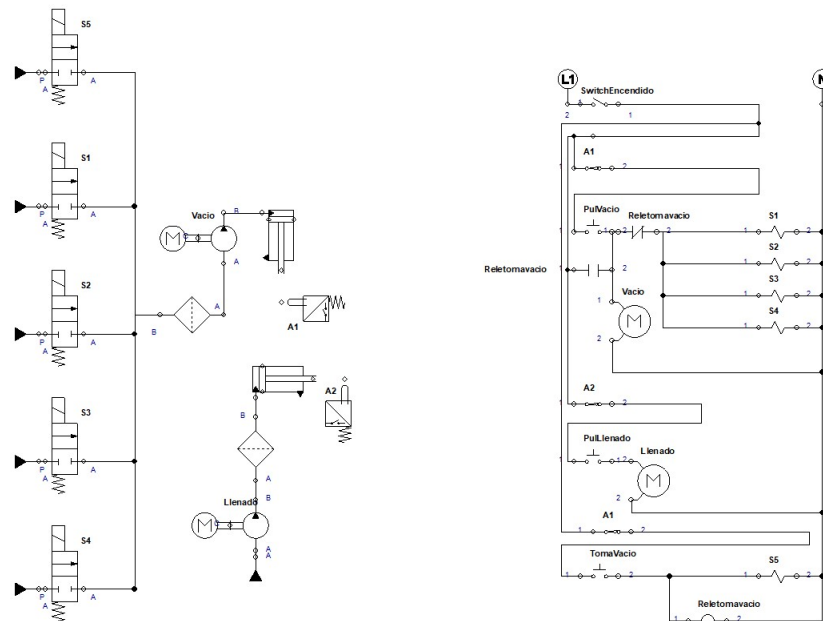 S5
P
A
A
S1
P
A
A
S2
P
A
A
B
S3
P
A
A
S4
P
A
A
Vacio
B
M
A
A
A1
A2
B
A
B
Llenado
M
A
A
L1
N
SwitchEncendido
2 1
A1
1 2
PulVacio
Reletomavacio
1 1 2 2
S1
1 2
Reletomavacio
1 2
S2
1 2
Vacio
1
M
2
S3
1 2
S4
1 2
A2
1 2
PulLlenado
Llenado
1 2 1
M
2
A1
1 2
TomaVacio
1 2
S5
1 2
Reletomavacio
1 2